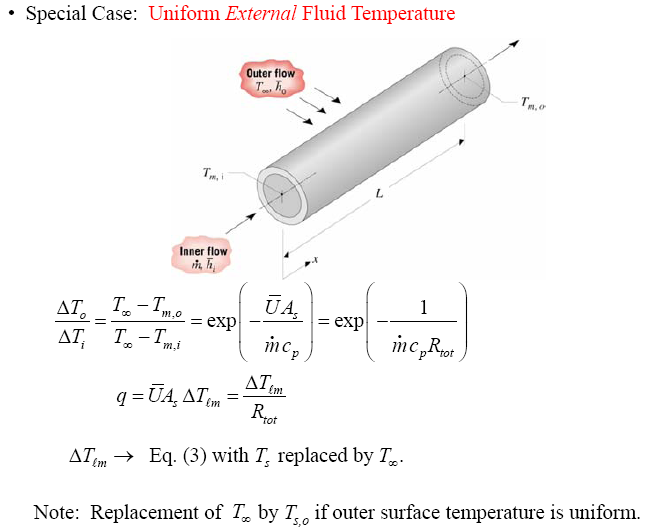 • Special Case: Uniform External Fluid Temperature
Outer flow
T∞, h̄o
Tm, o
Tm, i
L
Inner flow
ṁ, h̄i
x
ΔTo/ΔTi = (T∞ − Tm,o)/(T∞ − Tm,i) = exp(−ŪAs/ṁcp) = exp(−1/ṁcpRtot)
q = ŪAs ΔTℓm = ΔTℓm/Rtot
ΔTℓm → Eq. (3) with Ts replaced by T∞.
Note: Replacement of T∞ by Ts,o if outer surface temperature is uniform.